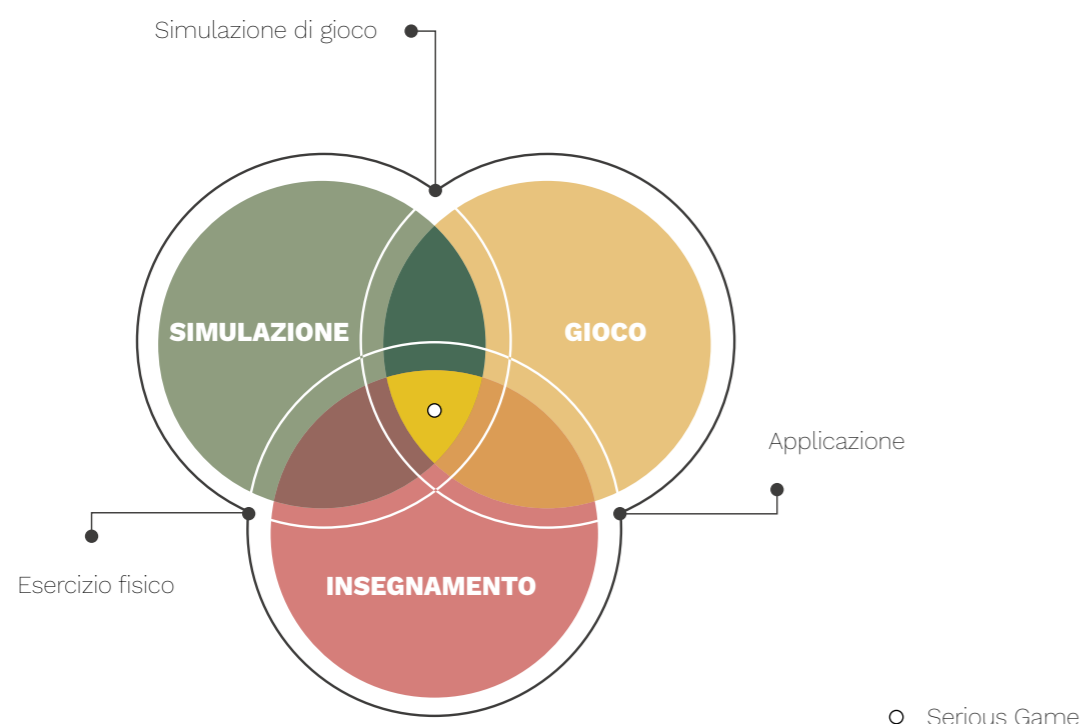 Simulazione di gioco
SIMULAZIONE
GIOCO
Applicazione
Esercizio fisico
INSEGNAMENTO
Serious Game